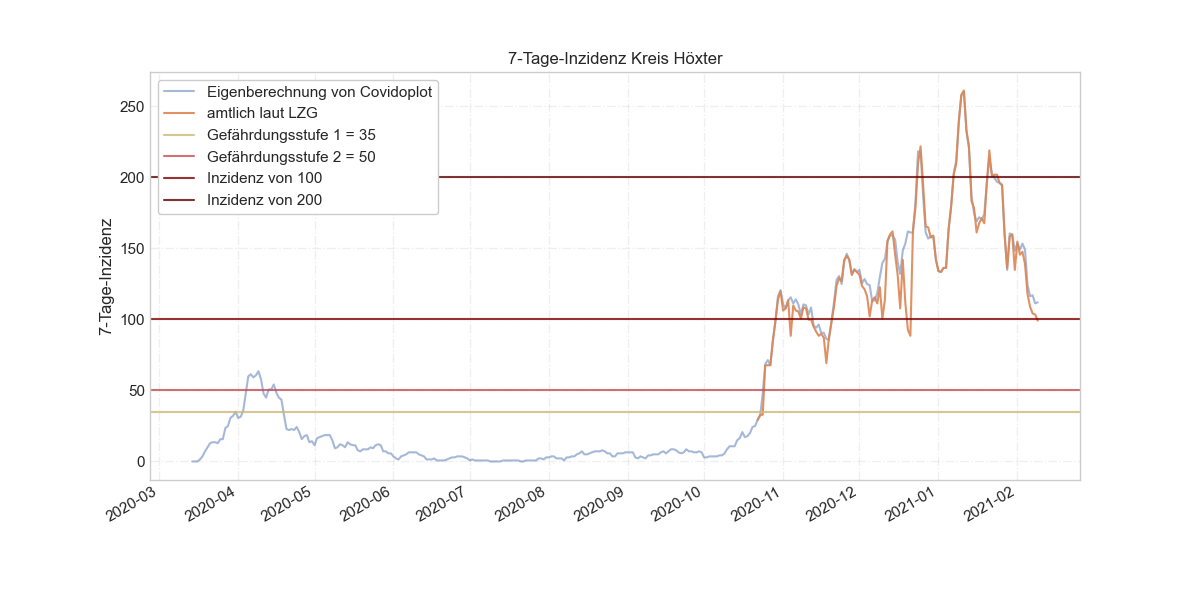 7-Tage-Inzidenz Kreis Höxter
Eigenberechnung von Covidoplot
amtlich laut LZG
Gefährdungsstufe 1 = 35
Gefährdungsstufe 2 = 50
Inzidenz von 100
Inzidenz von 200
7-Tage-Inzidenz
250
200
150
100
50
0
2020-03
2020-04
2020-05
2020-06
2020-07
2020-08
2020-09
2020-10
2020-11
2020-12
2021-01
2021-02